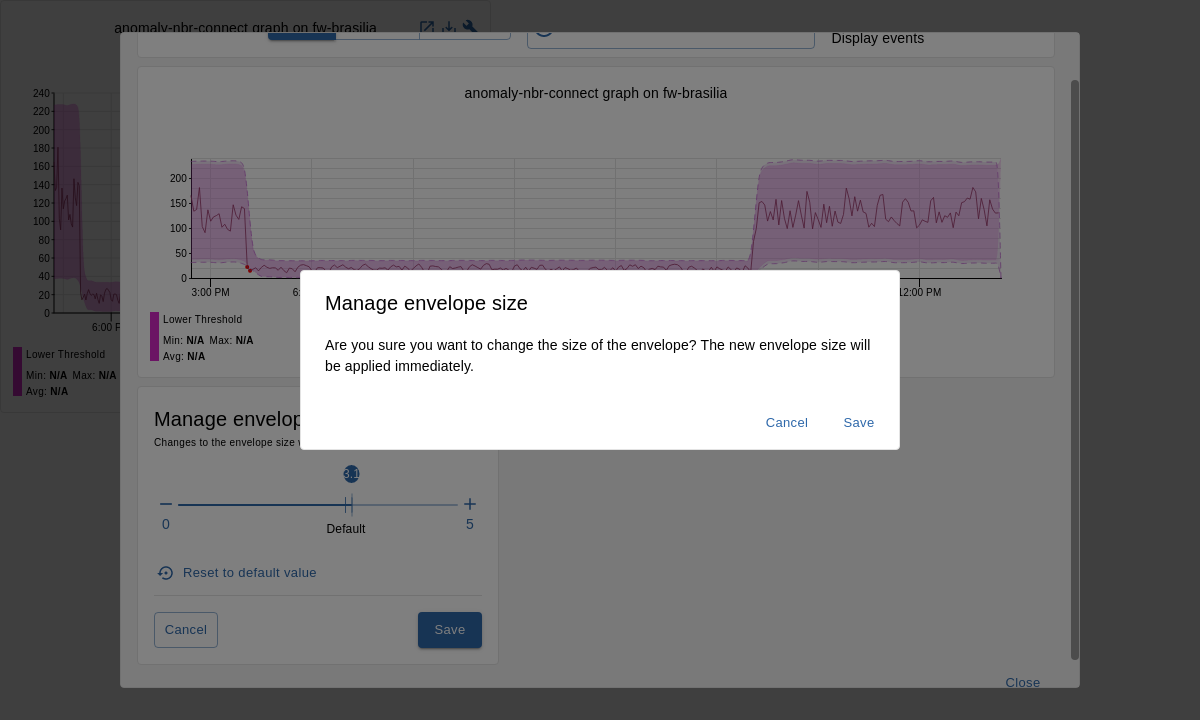 anomaly-nbr-connect graph on fw-brasilia
Display events
anomaly-nbr-connect graph on fw-brasilia
240
220
200
180
160
140
120
100
80
60
40
20
0
6:00 P
Lower Threshold
Min: N/A Max: N/A
Avg: N/A
200
150
100
50
0
3:00 PM
6:
12:00 PM
Lower Threshold
Min: N/A Max: N/A
Avg: N/A
Manage envelope size
Are you sure you want to change the size of the envelope? The new envelope size will
be applied immediately.
Cancel Save
Manage envelop
Changes to the envelope size
3.1
0 Default 5
Reset to default value
Cancel Save
Close